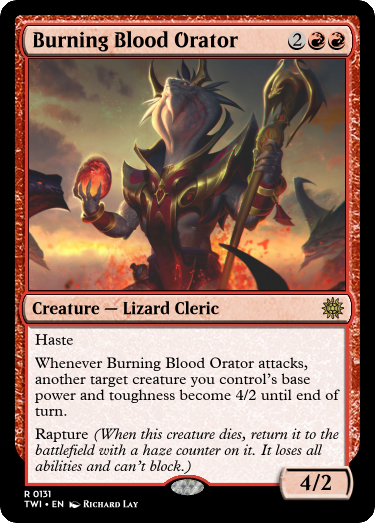 Burning Blood Orator 2
Creature — Lizard Cleric
Haste
Whenever Burning Blood Orator attacks,
another target creature you control's base
power and toughness become 4/2 until end of
turn.
Rapture (When this creature dies, return it to the
battlefield with a haze counter on it. It loses all
abilities and can't block.)
4/2
R 0131
TWI • EN Richard Lay